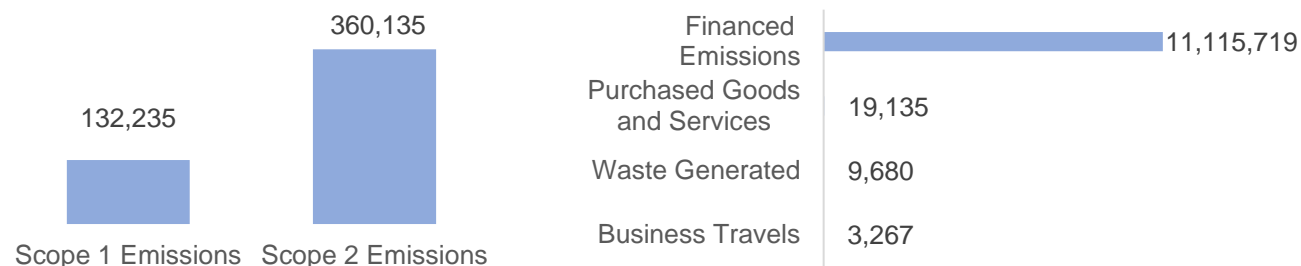 360,135
132,235
Scope 1 Emissions
Scope 2 Emissions
Financed
Emissions
11,115,719
Purchased Goods
and Services
19,135
Waste Generated
9,680
Business Travels
3,267